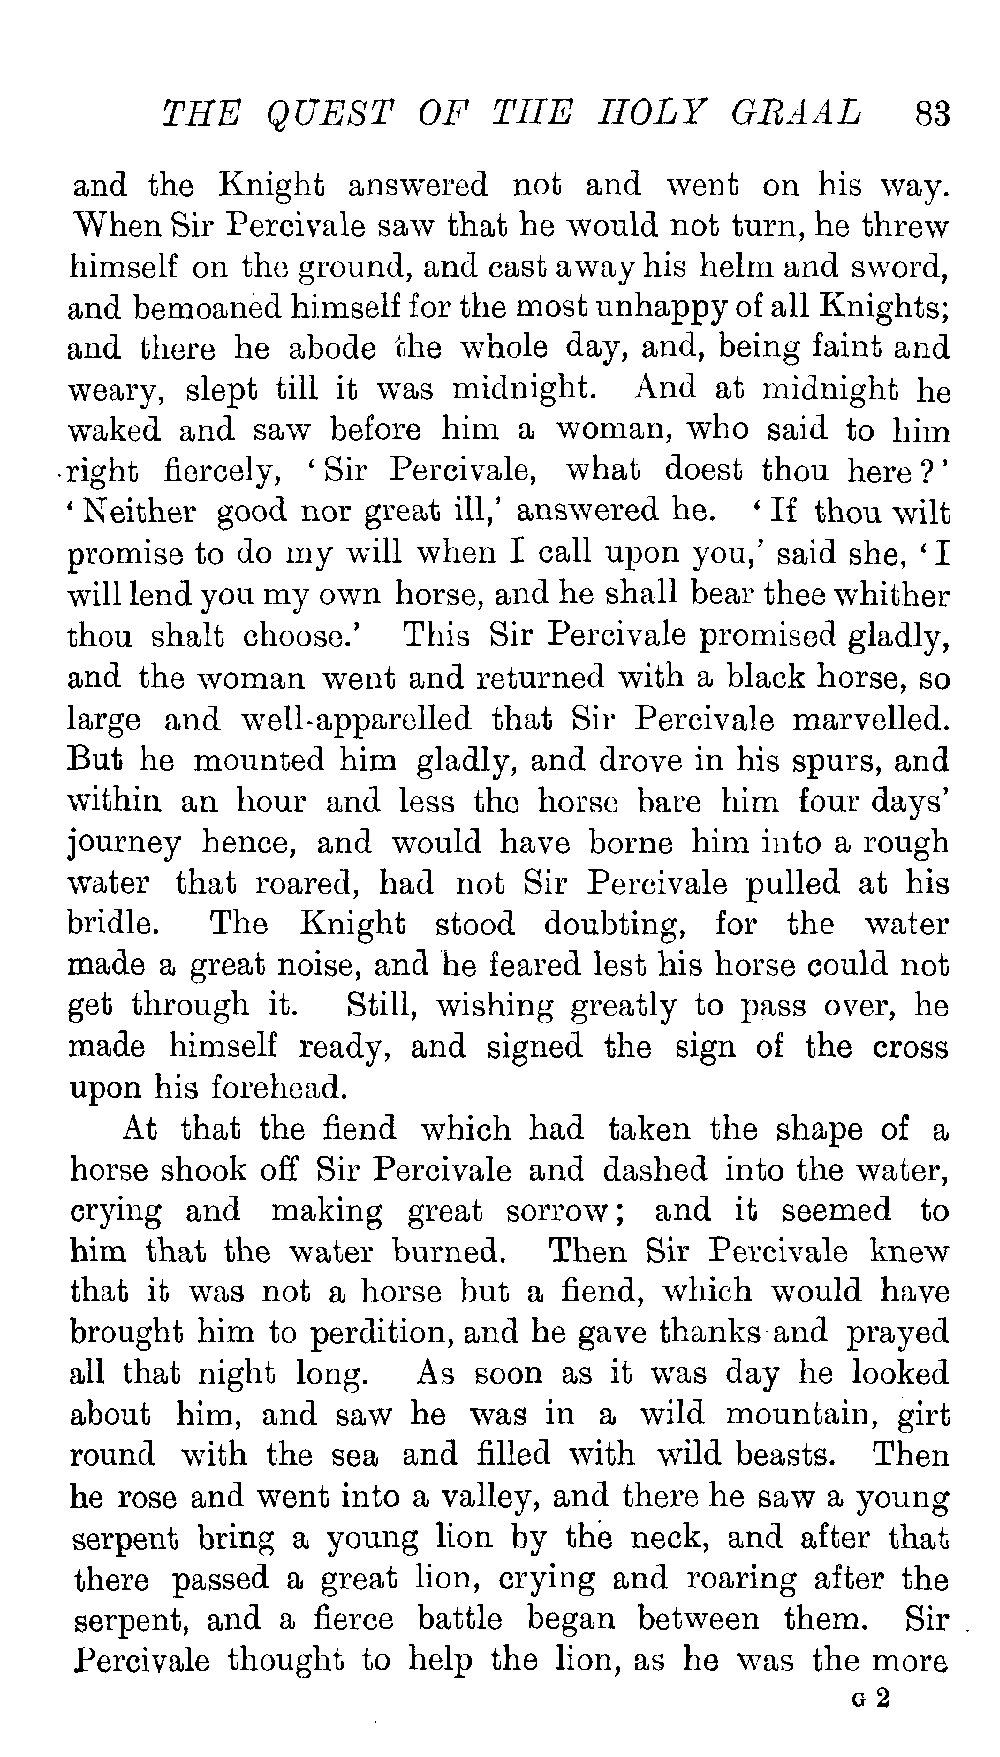 THE QUEST OF THE HOLY GRAAL 83
and the Knight answered not and went on his way.
When Sir Percivale saw that he would not turn, he threw
himself on the ground, and cast away his helm and sword,
and bemoaned himself for the most unhappy of all Knights;
and there he abode the whole day, and, being faint and
weary, slept till it was midnight. And at midnight he
waked and saw before him a woman, who said to him
right fiercely, ‘Sir Percivale, what doest thou here?’
‘Neither good nor great ill,’ answered he. ‘If thou wilt
promise to do my will when I call upon you,’ said she, ‘I
will lend you my own horse, and he shall bear thee whither
thou shalt choose.’ This Sir Percivale promised gladly,
and the woman went and returned with a black horse, so
large and well-apparelled that Sir Percivale marvelled.
But he mounted him gladly, and drove in his spurs, and
within an hour and less the horse bare him four days’
journey hence, and would have borne him into a rough
water that roared, had not Sir Percivale pulled at his
bridle. The Knight stood doubting, for the water
made a great noise, and he feared lest his horse could not
get through it. Still, wishing greatly to pass over, he
made himself ready, and signed the sign of the cross
upon his forehead.
At that the fiend which had taken the shape of a
horse shook off Sir Percivale and dashed into the water,
crying and making great sorrow; and it seemed to
him that the water burned. Then Sir Percivale knew
that it was not a horse but a fiend, which would have
brought him to perdition, and he gave thanks and prayed
all that night long. As soon as it was day he looked
about him, and saw he was in a wild mountain, girt
round with the sea and filled with wild beasts. Then
he rose and went into a valley, and there he saw a young
serpent bring a young lion by the neck, and after that
there passed a great lion, crying and roaring after the
serpent, and a fierce battle began between them. Sir
Percivale thought to help the lion, as he was the more
G 2